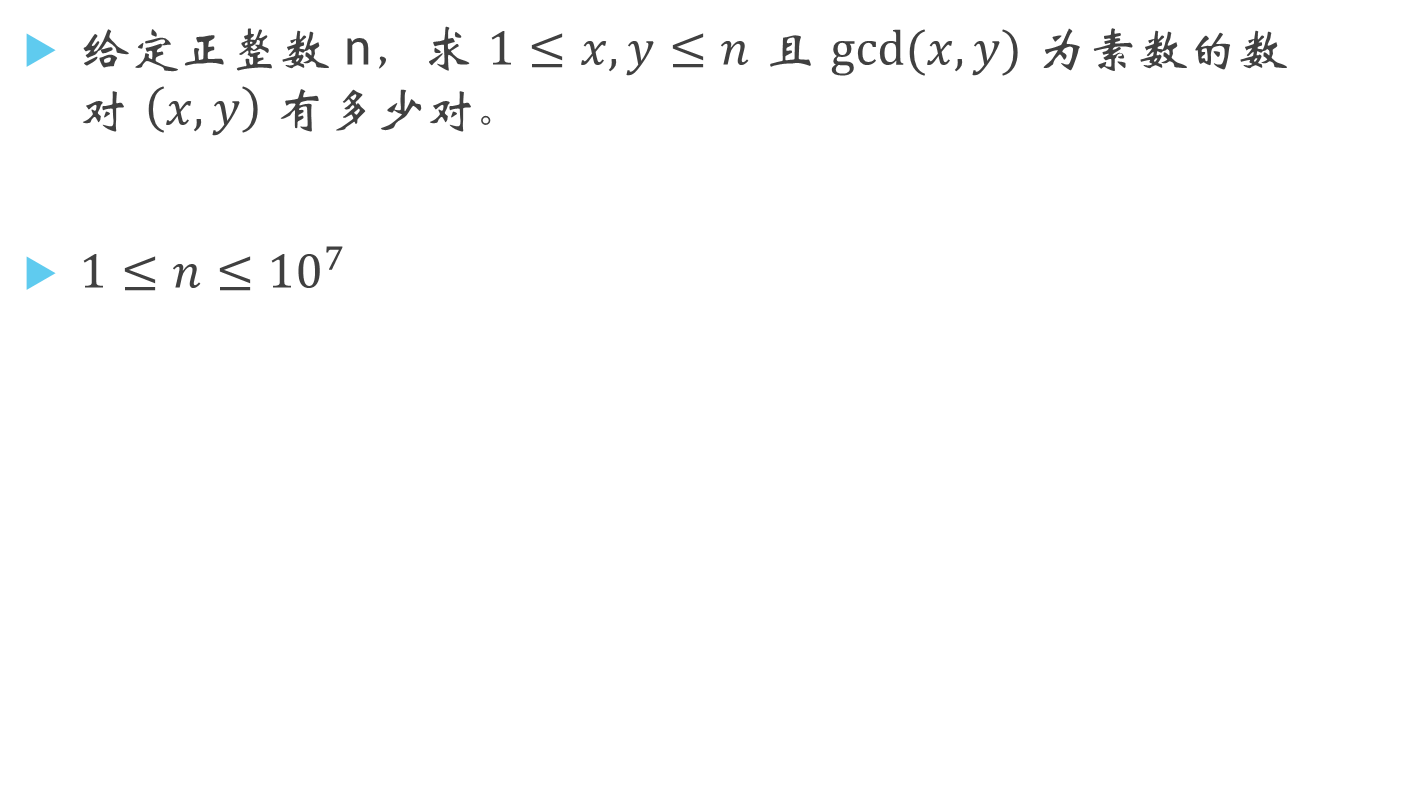 给定正整数 n，求 1 ≤ x, y ≤ n 且 gcd(x, y) 为素数的数
对 (x, y) 有多少对。
1 ≤ n ≤ 10⁷